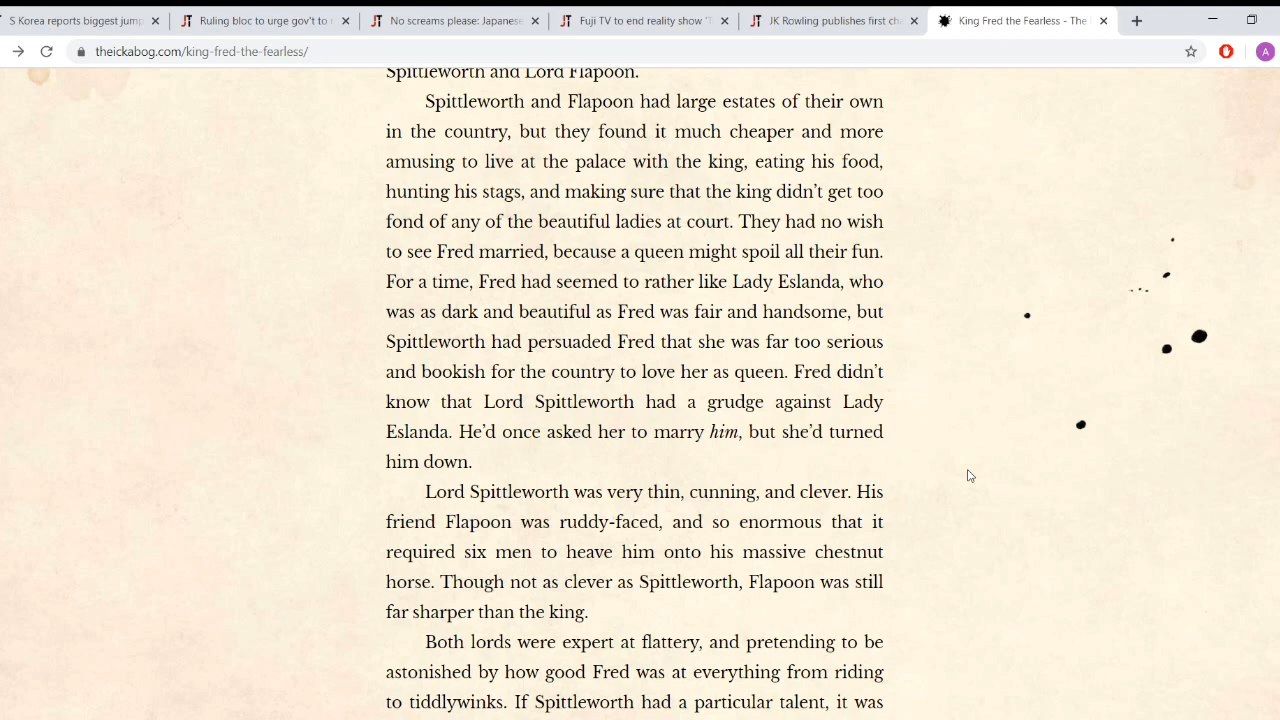 S Korea reports biggest jump
Ruling bloc to urge gov't to
No screams please: Japanese
Fuji TV to end reality show
JK Rowling publishes first ch
King Fred the Fearless - The
theickabog.com/king-fred-the-fearless/
A
Spittleworth and Lord Flapoon.
Spittleworth and Flapoon had large estates of their own
in the country, but they found it much cheaper and more
amusing to live at the palace with the king, eating his food,
hunting his stags, and making sure that the king didn’t get too
fond of any of the beautiful ladies at court. They had no wish
to see Fred married, because a queen might spoil all their fun.
For a time, Fred had seemed to rather like Lady Eslanda, who
was as dark and beautiful as Fred was fair and handsome, but
Spittleworth had persuaded Fred that she was far too serious
and bookish for the country to love her as queen. Fred didn’t
know that Lord Spittleworth had a grudge against Lady
Eslanda. He’d once asked her to marry him, but she’d turned
him down.
Lord Spittleworth was very thin, cunning, and clever. His
friend Flapoon was ruddy-faced, and so enormous that it
required six men to heave him onto his massive chestnut
horse. Though not as clever as Spittleworth, Flapoon was still
far sharper than the king.
Both lords were expert at flattery, and pretending to be
astonished by how good Fred was at everything from riding
to tiddlywinks. If Spittleworth had a particular talent, it was